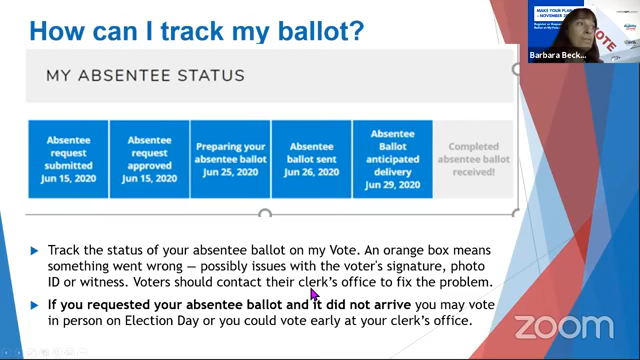 How can I track my ballot?
MY ABSENTEE STATUS
Absentee
request
submitted
Jun 15, 2020
Absentee
request
approved
Jun 15, 2020
Preparing your
absentee ballot
Jun 25, 2020
Absentee
ballot sent
Jun 26, 2020
Absentee
Ballot
anticipated
delivery
Jun 29, 2020
Completed
absentee ballot
received!
Track the status of your absentee ballot on my Vote. An orange box means
something went wrong — possibly issues with the voter's signature, photo
ID or witness. Voters should contact their clerk's office to fix the problem.
If you requested your absentee ballot and it did not arrive you may vote
in person on Election Day or you could vote early at your clerk's office.
MAKE YOUR PLAN
VOTE
Barbara Beck...
zoom